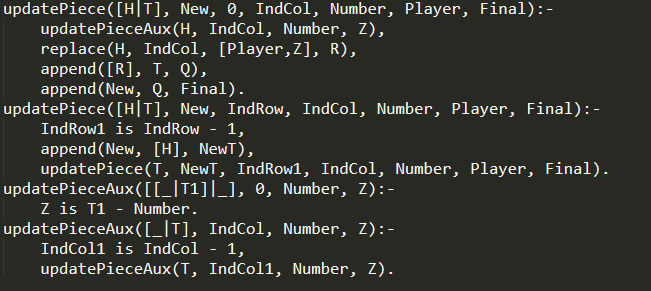 updatePiece([H|T], New, 0, IndCol, Number, Player, Final):-
    updatePieceAux(H, IndCol, Number, Z),
    replace(H, IndCol, [Player,Z], R),
    append([R], T, Q),
    append(New, Q, Final).
updatePiece([H|T], New, IndRow, IndCol, Number, Player, Final):-
    IndRow1 is IndRow - 1,
    append(New, [H], NewT),
    updatePiece(T, NewT, IndRow1, IndCol, Number, Player, Final).
updatePieceAux([[_|T1]|_], 0, Number, Z):-
    Z is T1 - Number.
updatePieceAux([_|T], IndCol, Number, Z):-
    IndCol1 is IndCol - 1,
    updatePieceAux(T, IndCol1, Number, Z).